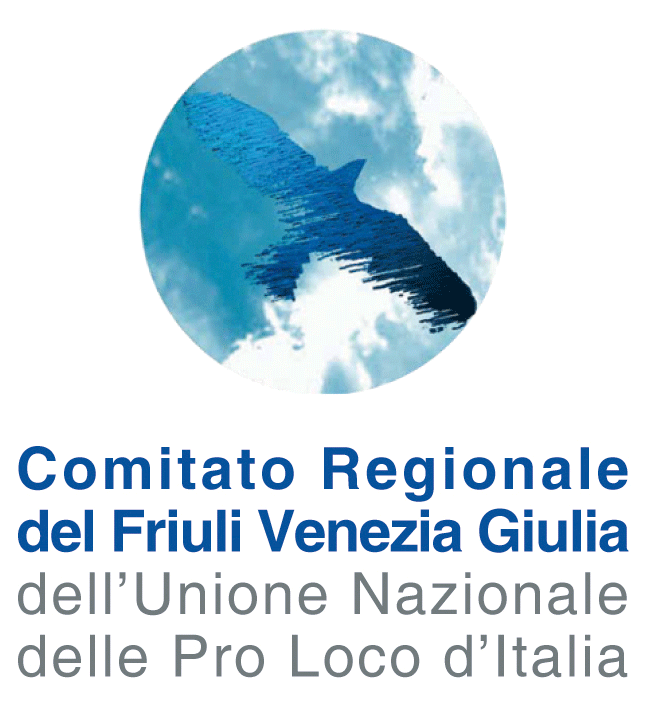 Comitato Regionale
del Friuli Venezia Giulia
dell’Unione Nazionale
delle Pro Loco d’Italia